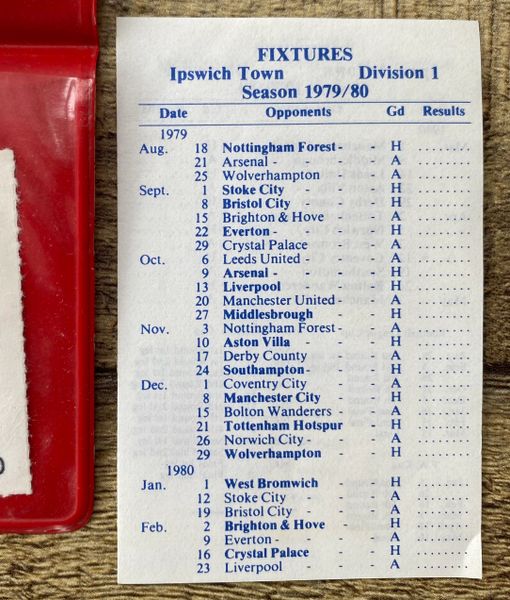 FIXTURES
Ipswich Town Division 1
Season 1979/80
Date Opponents Gd Results
1979
Aug. 18 Nottingham Forest - - H ........
21 Arsenal - - - A ........
25 Wolverhampton - - A ........
Sept. 1 Stoke City - - - H ........
8 Bristol City - - - H ........
15 Brighton & Hove - - A ........
22 Everton - - - - H ........
29 Crystal Palace - - A ........
Oct. 6 Leeds United - - - A ........
9 Arsenal - - - - H ........
13 Liverpool - - - H ........
20 Manchester United - - A ........
27 Middlesbrough - - H ........
Nov. 3 Nottingham Forest - - A ........
10 Aston Villa - - - H ........
17 Derby County - - A ........
24 Southampton - - - H ........
Dec. 1 Coventry City - - A ........
8 Manchester City - - H ........
15 Bolton Wanderers - - A ........
21 Tottenham Hotspur - H ........
26 Norwich City - - - A ........
29 Wolverhampton - - H ........
1980
Jan. 1 West Bromwich - - H ........
12 Stoke City - - - A ........
19 Bristol City - - - A ........
Feb. 2 Brighton & Hove - - H ........
9 Everton - - - - A ........
16 Crystal Palace - - H ........
23 Liverpool - - - A ........